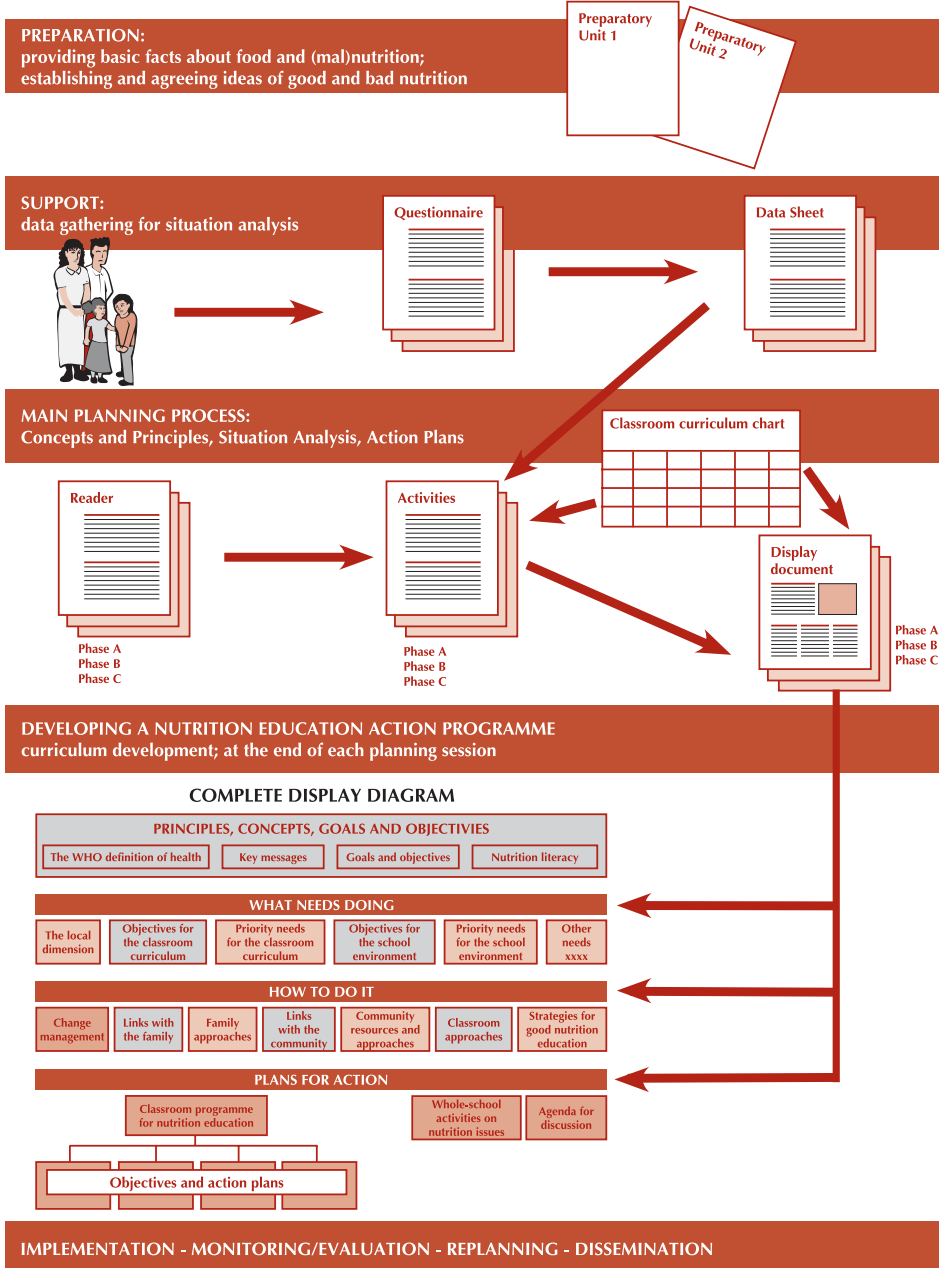 PREPARATION:
providing basic facts about food and (mal)nutrition;
establishing and agreeing ideas of good and bad nutrition
Preparatory
Unit 1
Preparatory
Unit 2
SUPPORT:
data gathering for situation analysis
Questionnaire
Data Sheet
MAIN PLANNING PROCESS:
Concepts and Principles, Situation Analysis, Action Plans
Classroom curriculum chart
Reader
Activities
Display
document
Phase A
Phase B
Phase C
Phase A
Phase B
Phase C
Phase A
Phase B
Phase C
DEVELOPING A NUTRITION EDUCATION ACTION PROGRAMME
curriculum development; at the end of each planning session
COMPLETE DISPLAY DIAGRAM
PRINCIPLES, CONCEPTS, GOALS AND OBJECTIVIES
The WHO definition of health
Key messages
Goals and objectives
Nutrition literacy
WHAT NEEDS DOING
The local
dimension
Objectives for
the classroom
curriculum
Priority needs
for the classroom
curriculum
Objectives for
the school
environment
Priority needs
for the school
environment
Other
needs
xxxx
HOW TO DO IT
Change
management
Links with
the family
Family
approaches
Links
with the
community
Community
resources and
approaches
Classroom
approaches
Strategies for
good nutrition
education
PLANS FOR ACTION
Classroom programme
for nutrition education
Whole-school
activities on
nutrition issues
Agenda for
discussion
Objectives and action plans
IMPLEMENTATION - MONITORING/EVALUATION - REPLANNING - DISSEMINATION